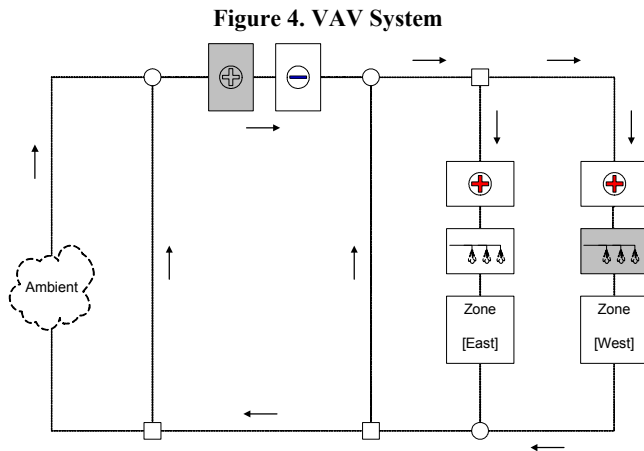 Figure 4. VAV System
Ambient
Zone
[East]
Zone
[West]